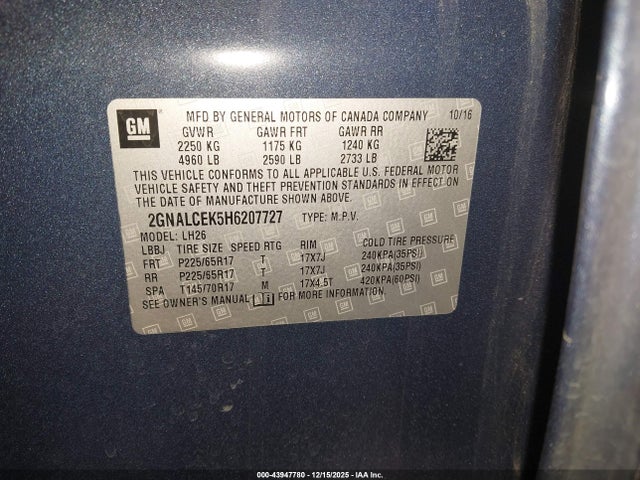 GM
MFD BY GENERAL MOTORS OF CANADA COMPANY 10/16
GVWR GAWR FRT GAWR RR
2250 KG 1175 KG 1240 KG
4960 LB 2590 LB 2733 LB
THIS VEHICLE CONFORMS TO ALL APPLICABLE U.S. FEDERAL MOTOR
VEHICLE SAFETY AND THEFT PREVENTION STANDARDS IN EFFECT ON
THE DATE OF MANUFACTURE SHOWN ABOVE.
2GNALCEK5H6207727 TYPE: M.P.V.
MODEL: LH26
LBBJ TIRE SIZE SPEED RTG RIM COLD TIRE PRESSURE
FRT P225/65R17 T 17X7J 240KPA(35PSI)
RR P225/65R17 T 17X7J 240KPA(35PSI)
SPA T145/70R17 M 17X4.5T 420KPA(60PSI)
SEE OWNER'S MANUAL FOR MORE INFORMATION.
000-43947780 - 12/15/2025 - IAA Inc.